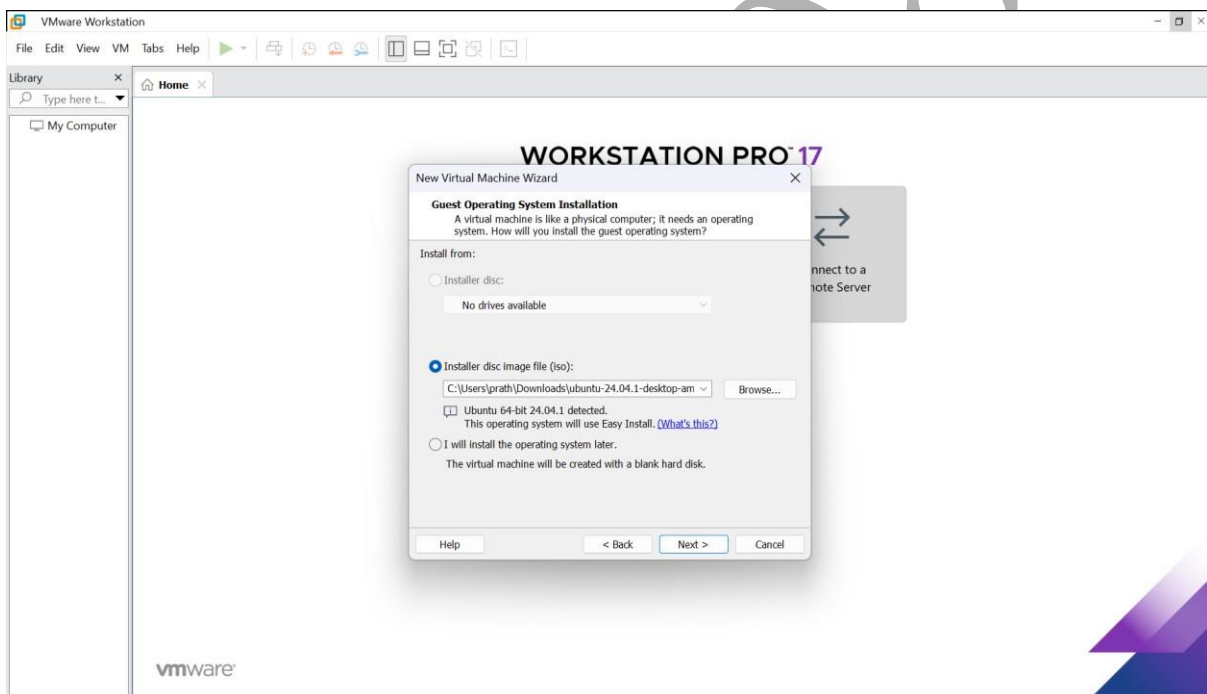 VMware Workstation
File Edit View VM Tabs Help
Library
Type here t...
My Computer
Home
WORKSTATION PRO™ 17
New Virtual Machine Wizard
Guest Operating System Installation
A virtual machine is like a physical computer; it needs an operating
system. How will you install the guest operating system?
Install from:
Installer disc:
No drives available
Installer disc image file (iso):
C:\Users\prath\Downloads\ubuntu-24.04.1-desktop-am
Browse...
Ubuntu 64-bit 24.04.1 detected.
This operating system will use Easy Install. (What's this?)
I will install the operating system later.
The virtual machine will be created with a blank hard disk.
Help < Back Next > Cancel
nnect to a
note Server
vmware